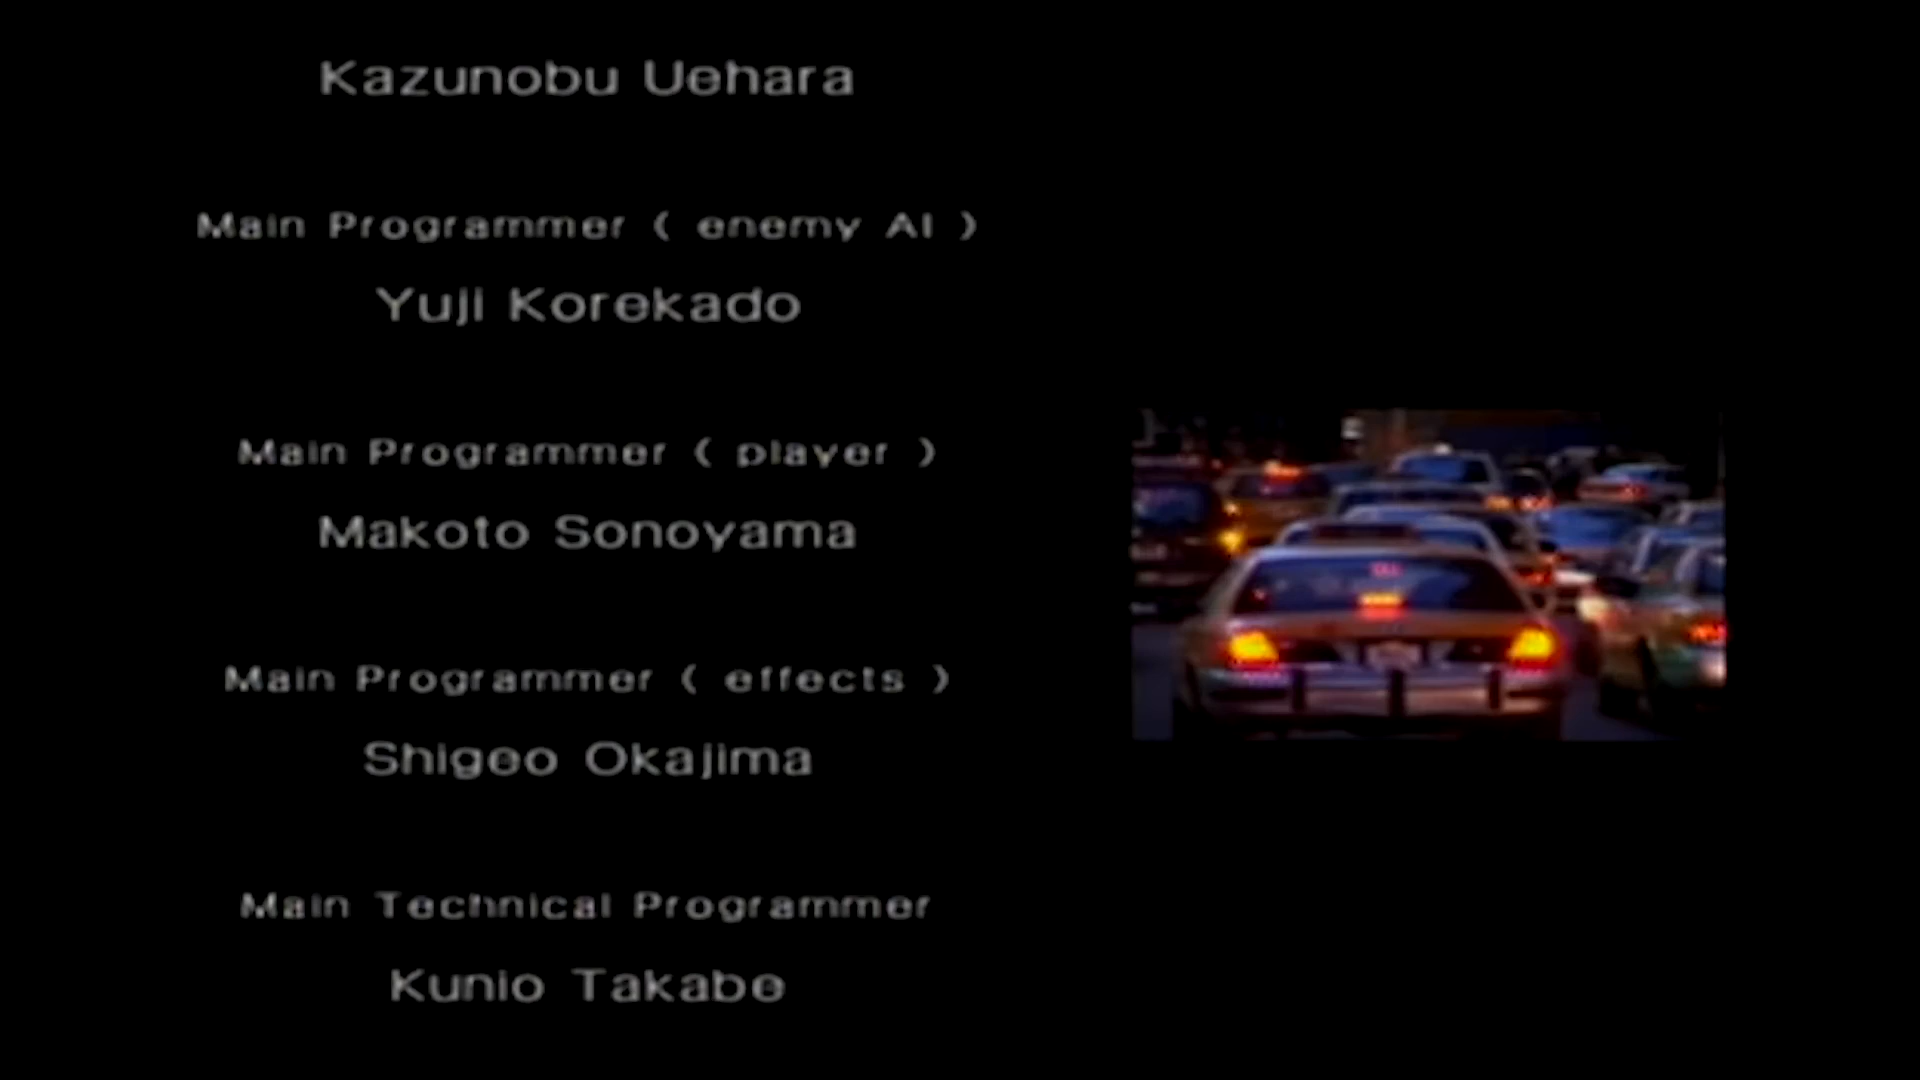 Kazunobu Uehara
Main Programmer ( enemy AI )
Yuji Korekado
Main Programmer ( player )
Makoto Sonoyama
Main Programmer ( effects )
Shigeo Okajima
Main Technical Programmer
Kunio Takabe